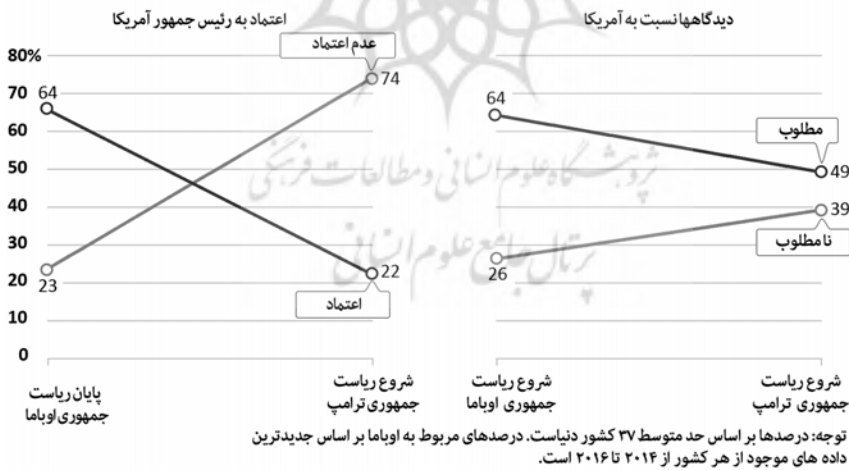 دیدگاهها نسبت به آمریکا
اعتماد به رئیس جمهور آمریکا
80%
70
60
50
40
30
20
10
0
64
23
عدم اعتماد
74
22
اعتماد
64
26
مطلوب
49
39
نامطلوب
پایان ریاست
جمهوری اوباما
شروع ریاست
جمهوری ترامپ
شروع ریاست
جمهوری اوباما
شروع ریاست
جمهوری ترامپ
پژوهشگاه علوم انسانی و مطالعات فرهنگی
پرتال جامع علوم انسانی
توجه: درصدها بر اساس حد متوسط ۳۷ کشور دنیاست. درصدهای مربوط به اوباما بر اساس جدیدترین
داده های موجود از هر کشور از ۲۰۱۴ تا ۲۰۱۶ است.